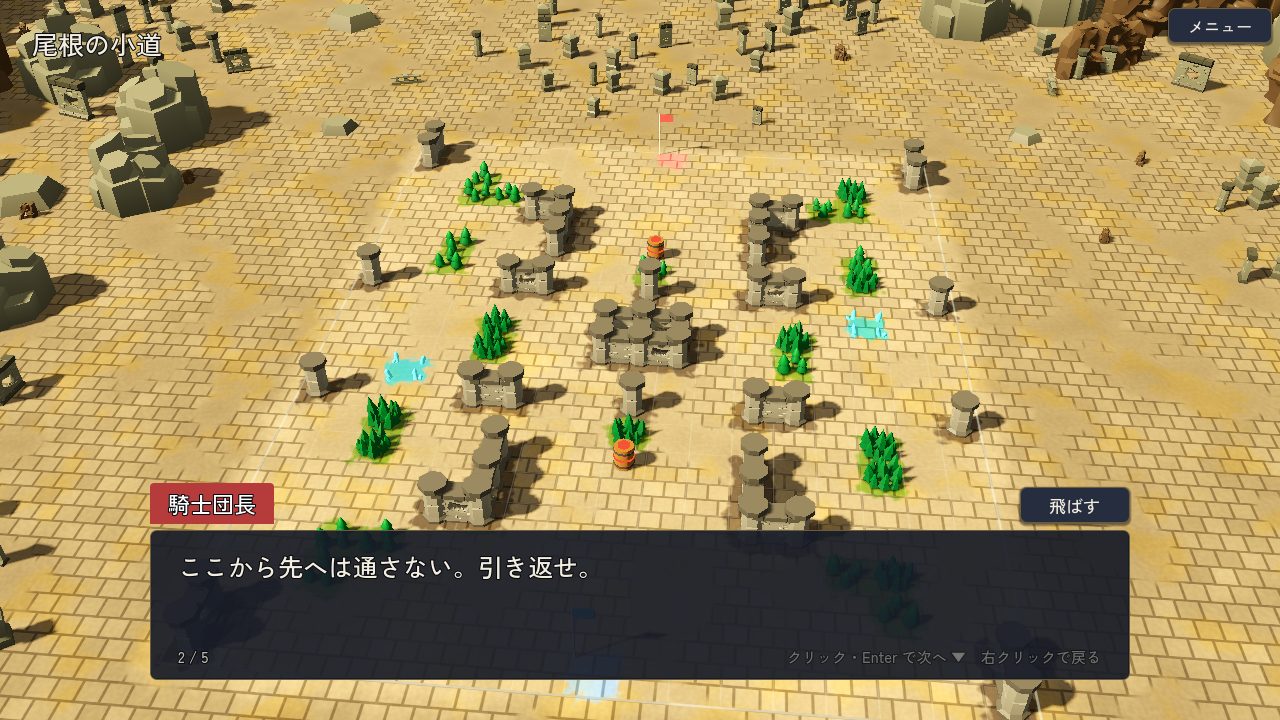 尾根の小道
メニュー
騎士団長
飛ばす
ここから先へは通さない。引き返せ。
2 / 5
クリック・Enter で次へ ▼ 右クリックで戻る